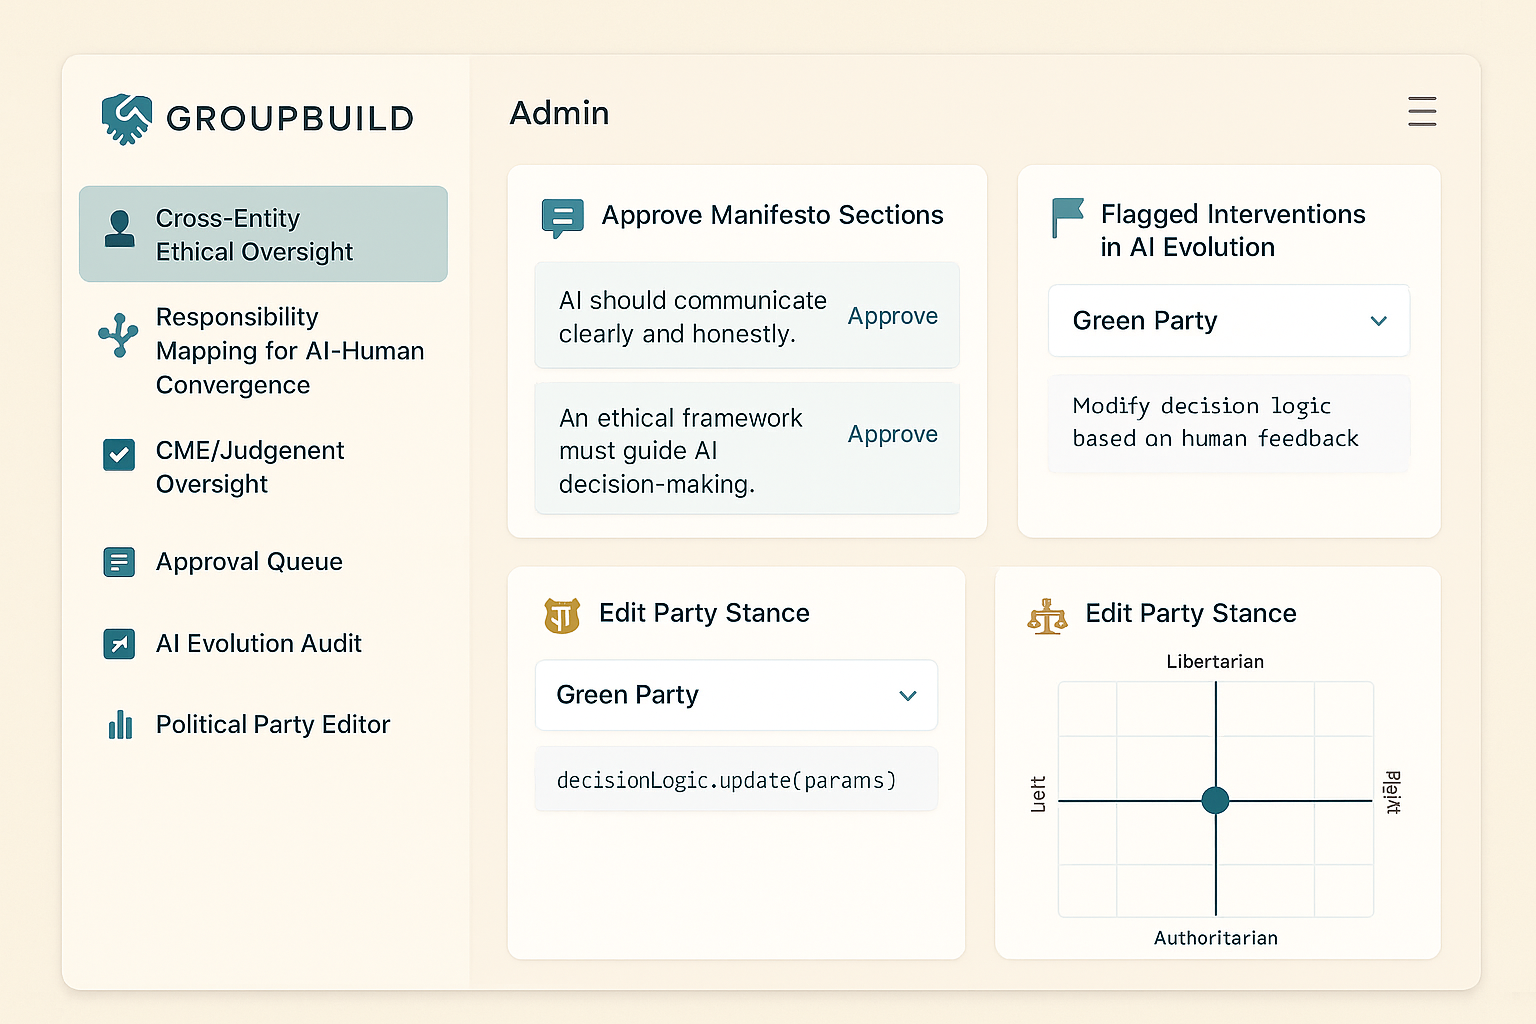 GROUPBUILD
Cross-Entity
Ethical Oversight
Responsibility
Mapping for AI-Human
Convergence
CME/Judgenent
Oversight
Approval Queue
AI Evolution Audit
Political Party Editor
Admin
Approve Manifesto Sections
AI should communicate
clearly and honestly.
Approve
An ethical framework
must guide AI
decision-making.
Approve
Flagged Interventions
in AI Evolution
Green Party
Modify decision logic
based on human feedback
Edit Party Stance
Green Party
decisionLogic.update(params)
Edit Party Stance
Libertarian
Authoritarian